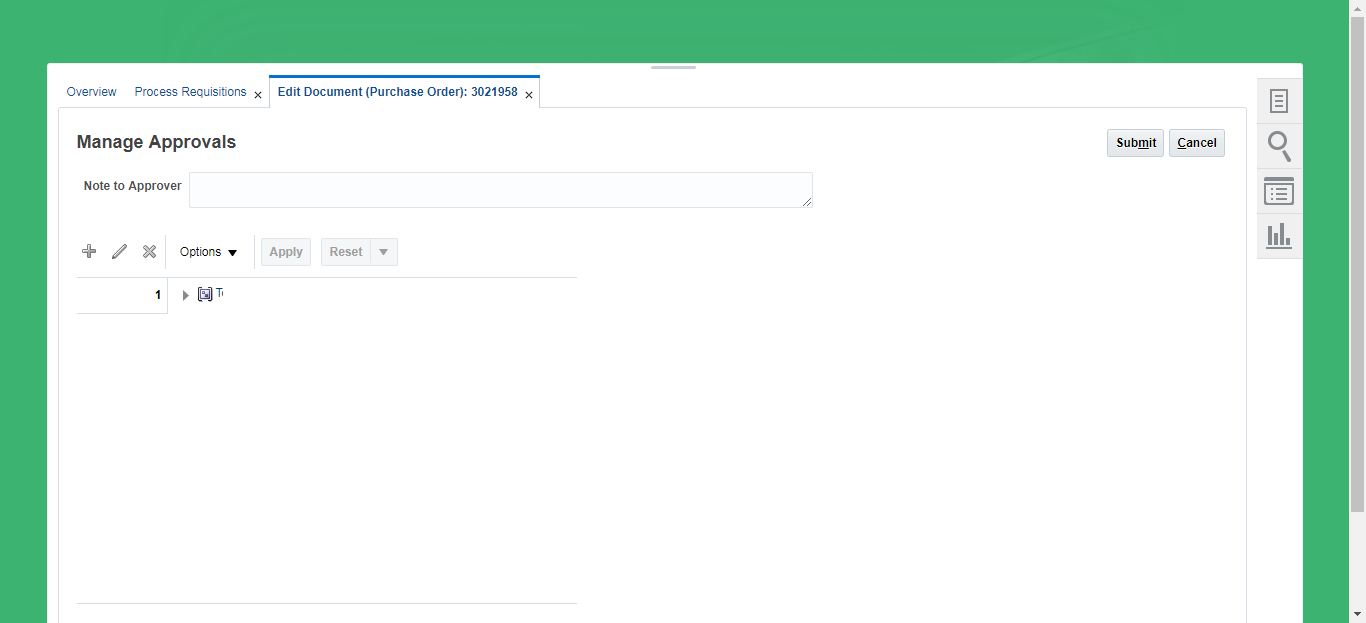 Overview Process Requisitions Edit Document (Purchase Order): 3021958
Manage Approvals
Submit Cancel
Note to Approver
Options Apply Reset
1